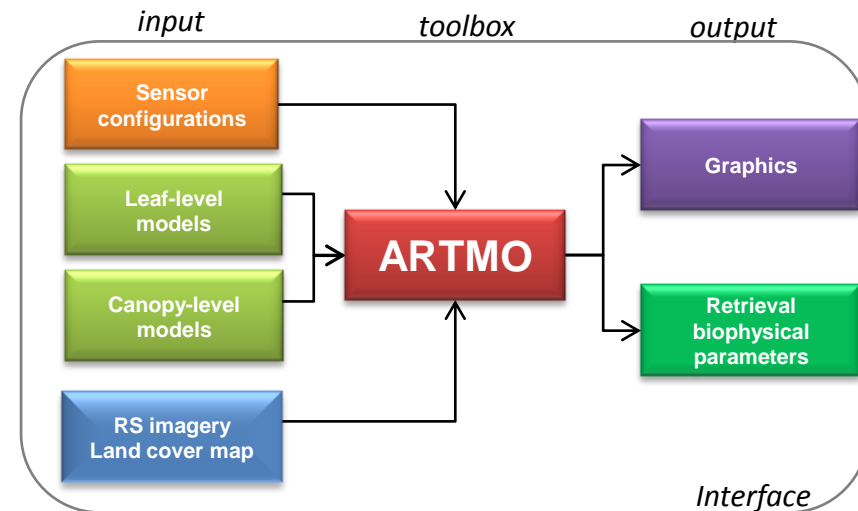 input
toolbox
output
Sensor
configurations
Leaf-level
models
Canopy-level
models
RS imagery
Land cover map
ARTMO
Graphics
Retrieval
biophysical
parameters
Interface